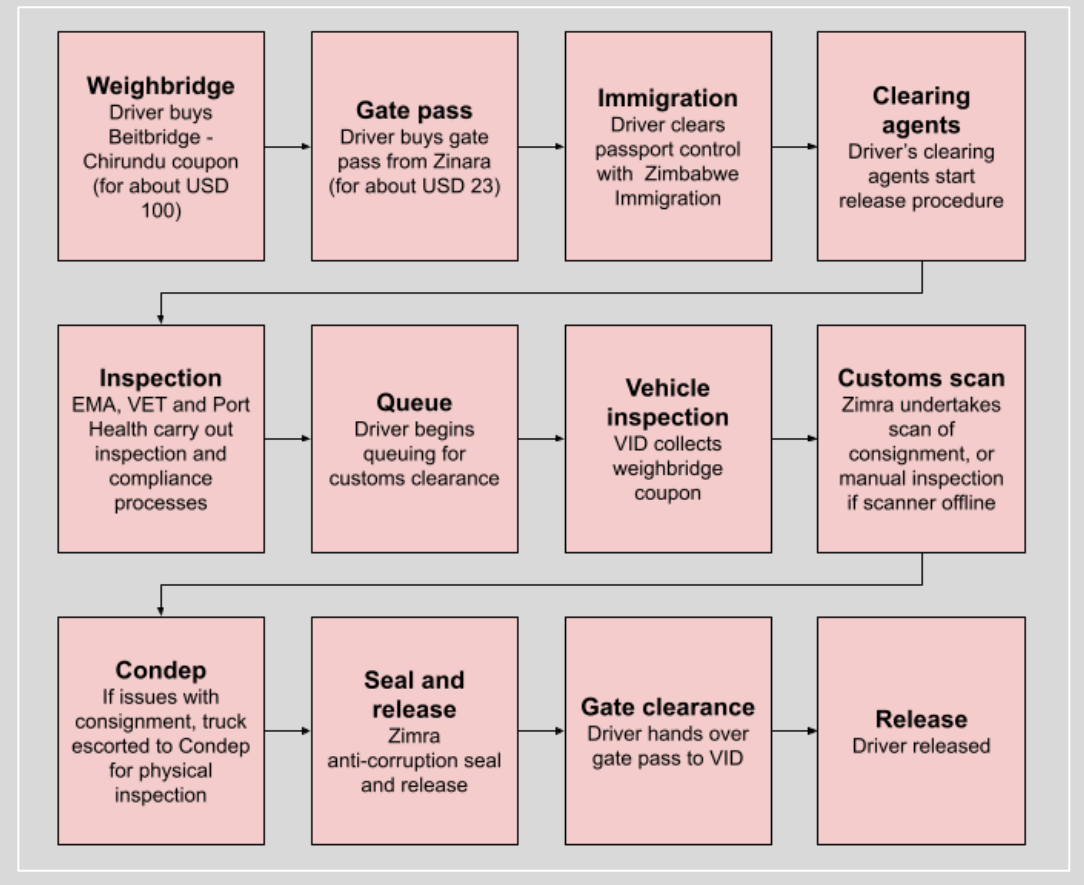 Weighbridge
Driver buys
Beitbridge -
Chirundu coupon
(for about USD
100)
Gate pass
Driver buys gate
pass from Zinara
(for about USD 23)
Immigration
Driver clears
passport control
with  Zimbabwe
Immigration
Clearing
agents
Driver's clearing
agents start
release procedure
Inspection
EMA, VET and Port
Health carry out
inspection and
compliance
processes
Queue
Driver begins
queuing for
customs clearance
Vehicle
inspection
VID collects
weighbridge
coupon
Customs scan
Zimra undertakes
scan of
consignment, or
manual inspection
if scanner offline
Condep
If issues with
consignment, truck
escorted to Condep
for physical
inspection
Seal and
release
Zimra
anti-corruption seal
and release
Gate clearance
Driver hands over
gate pass to VID
Release
Driver released